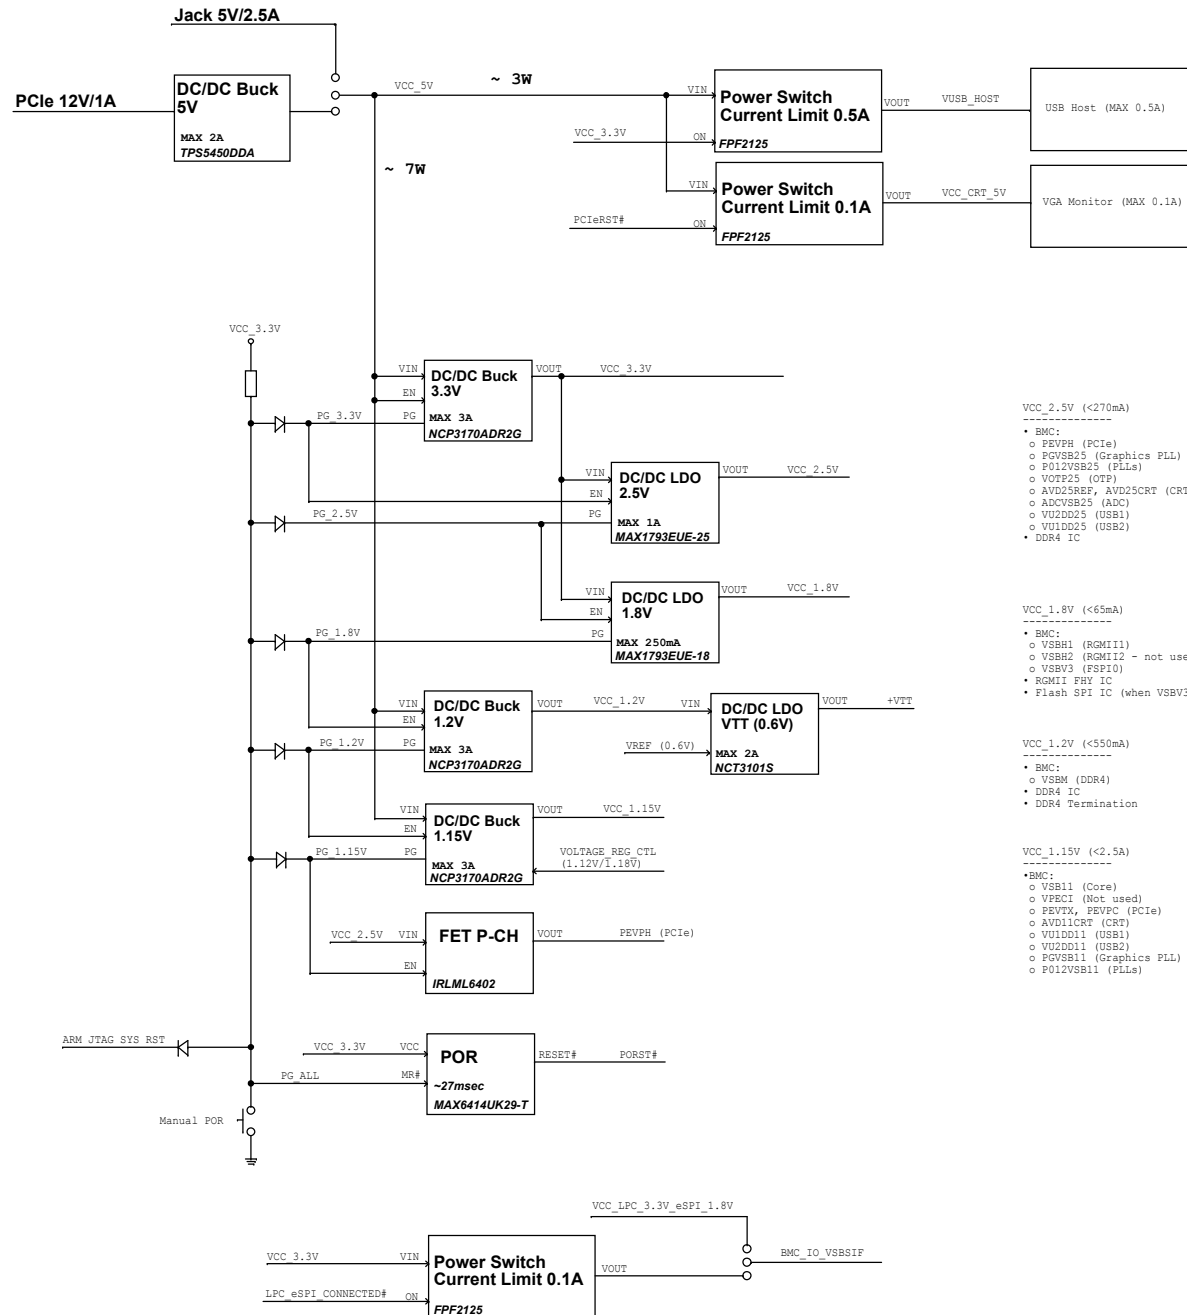 Jack 5V/2.5A
PCIe 12V/1A
DC/DC Buck
5V
MAX 2A
TPS5450DDA
VCC_5V
~ 3W
~ 7W
VIN
Power Switch
Current Limit 0.5A
VOUT
VUSB_HOST
USB Host (MAX 0.5A)
VCC_3.3V
ON
FPF2125
VIN
Power Switch
Current Limit 0.1A
VOUT
VCC_CRT_5V
VGA Monitor (MAX 0.1A)
PCIeRST#
ON
FPF2125
VCC_3.3V
VIN
DC/DC Buck
3.3V
VOUT
VCC_3.3V
EN
PG_3.3V
PG
MAX 3A
NCP3170ADR2G
VIN
DC/DC LDO
2.5V
VOUT
VCC_2.5V
EN
PG_2.5V
PG
MAX 1A
MAX1793EUE-25
VIN
DC/DC LDO
1.8V
VOUT
VCC_1.8V
EN
PG_1.8V
PG
MAX 250mA
MAX1793EUE-18
VIN
DC/DC Buck
1.2V
VOUT
VCC_1.2V
EN
PG_1.2V
PG
MAX 3A
NCP3170ADR2G
VIN
DC/DC LDO
VTT (0.6V)
VOUT
+VTT
VREF (0.6V)
MAX 2A
NCT3101S
VIN
DC/DC Buck
1.15V
VOUT
VCC_1.15V
EN
PG_1.15V
PG
MAX 3A
NCP3170ADR2G
VOLTAGE_REG_CTL
(1.12V/1.18V)
VCC_2.5V
VIN
FET P-CH
VOUT
PEVPH (PCIe)
EN
IRLML6402
ARM JTAG SYS RST
VCC_3.3V
VCC
POR
RESET#
PORST#
PG_ALL
MR#
~27msec
MAX6414UK29-T
Manual POR
VCC_2.5V (<270mA)
--------------
• BMC:
o PEVPH (PCIe)
o PGVSB25 (Graphics PLL)
o P012VSB25 (PLLs)
o VOTP25 (OTP)
o AVD25REF, AVD25CRT (CRT
o ADCVSB25 (ADC)
o VU2DD25 (USB1)
o VU1DD25 (USB2)
• DDR4 IC
VCC_1.8V (<65mA)
--------------
• BMC:
o VSBH1 (RGMII1)
o VSBH2 (RGMII2 - not use
o VSBV3 (FSPI0)
• RGMII FHY IC
• Flash SPI IC (when VSBV3
VCC_1.2V (<550mA)
--------------
• BMC:
o VSBM (DDR4)
• DDR4 IC
• DDR4 Termination
VCC_1.15V (<2.5A)
--------------
•BMC:
o VSB11 (Core)
o VPECI (Not used)
o PEVTX, PEVPC (PCIe)
o AVD11CRT (CRT)
o VU1DD11 (USB1)
o VU2DD11 (USB2)
o PGVSB11 (Graphics PLL)
o P012VSB11 (PLLs)
VCC_LPC_3.3V_eSPI_1.8V
VCC_3.3V
VIN
Power Switch
Current Limit 0.1A
VOUT
BMC_IO_VSBSIF
LPC_eSPI_CONNECTED#
ON
FPF2125